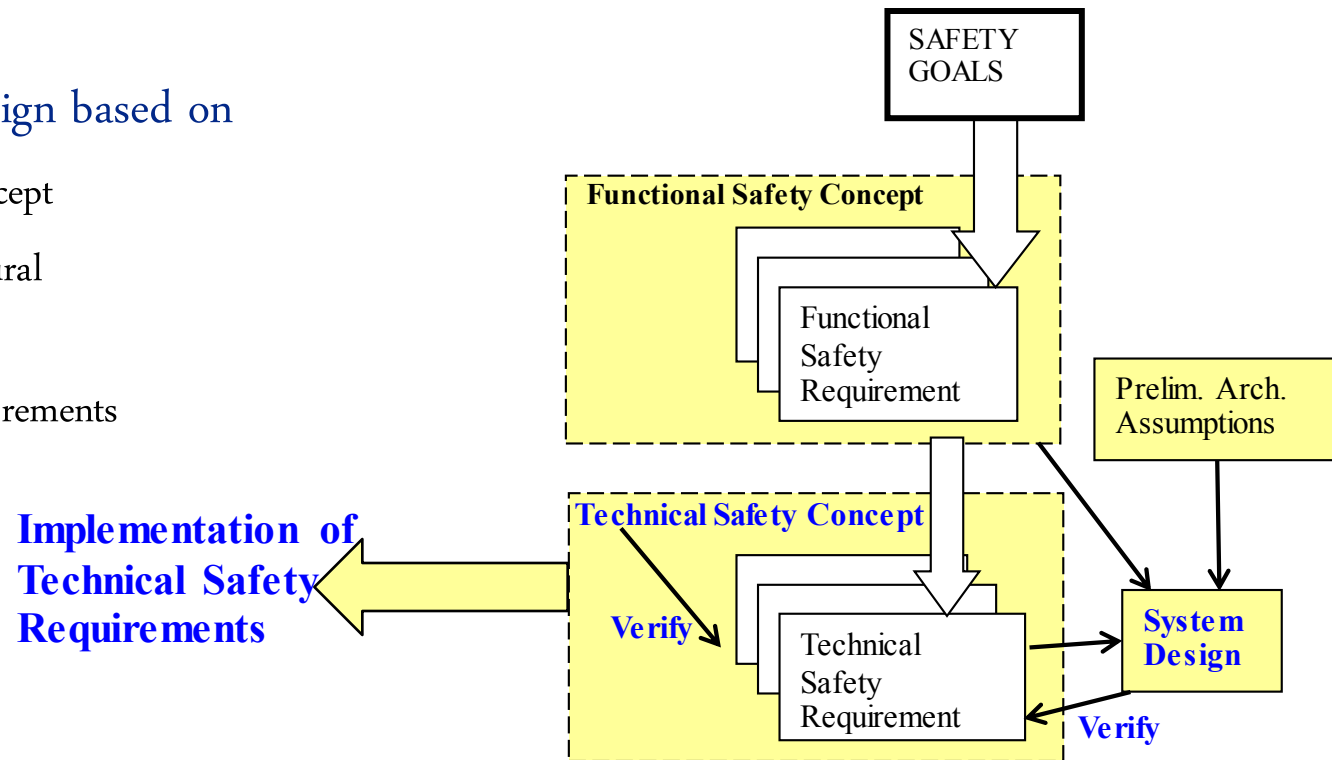 SAFETY
GOALS
ign based on
cept
ural
rements
Functional Safety Concept
Functional
Safety
Requirement
Prelim. Arch.
Assumptions
Implementation of
Technical Safety
Requirements
Technical Safety Concept
Verify
Technical
Safety
Requirement
System
Design
Verify